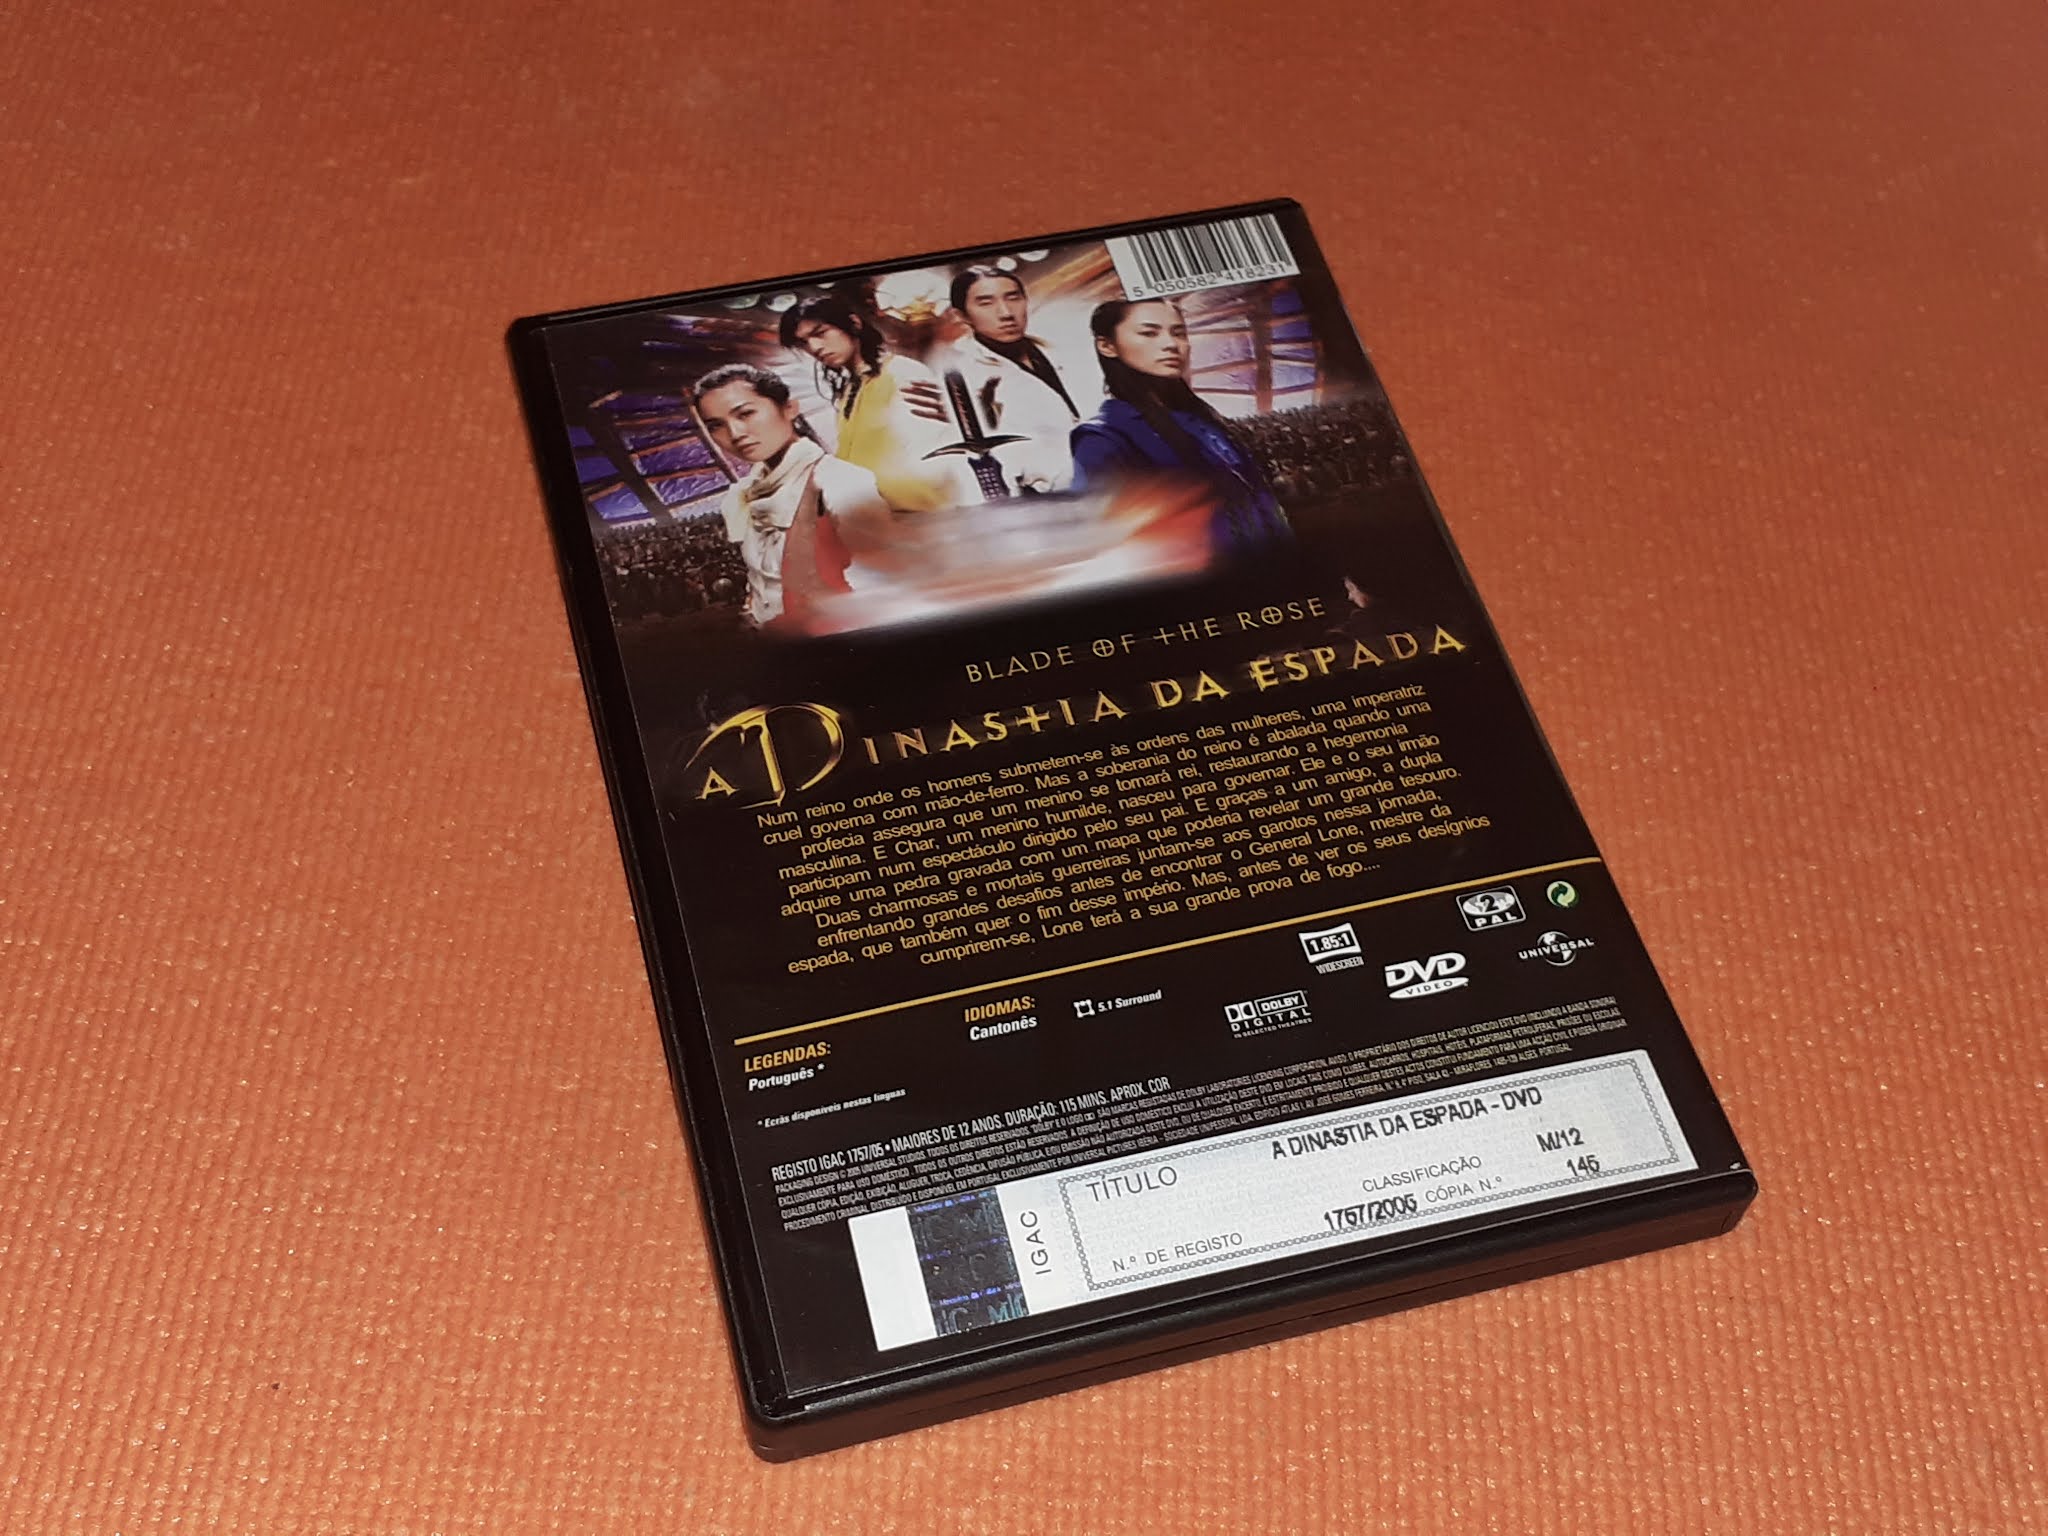 5 050582 418231
BLADE OF THE ROSE
A DINASTIA DA ESPADA
Num reino onde os homens submetem-se às ordens das mulheres, uma imperatriz
cruel governa com mão-de-ferro. Mas a soberania do reino é abalada quando uma
profecia assegura que um menino se tornará rei, restaurando a hegemonia
masculina. E Char, um menino humilde, nasceu para governar. Ele e o seu irmão
participam num espectáculo dirigido pelo seu pai. E graças a um amigo, a dupla
adquire uma pedra gravada com um mapa que poderia revelar um grande tesouro.
Duas charmosas e mortais guerreiras juntam-se aos garotos nessa jornada,
enfrentando grandes desafios antes de encontrar o General Lone, mestre da
espada, que também quer o fim desse império. Mas, antes de ver os seus desígnios
cumprirem-se, Lone terá a sua grande prova de fogo....
LEGENDAS:
Português *
* Ecrãs disponíveis nestas línguas
IDIOMAS:
Cantonês
5.1 Surround
DOLBY
DIGITAL
IN SELECTED THEATRES
1.85:1
WIDESCREEN
DVD
VIDEO
2
PAL
UNIVERSAL
REGISTO IGAC 1757/05 • MAIORES DE 12 ANOS. DURAÇÃO: 115 MINS. APROX. COR
IGAC
TÍTULO
A DINASTIA DA ESPADA - DVD
CLASSIFICAÇÃO
M/12
N.º DE REGISTO
CÓPIA N.º
145